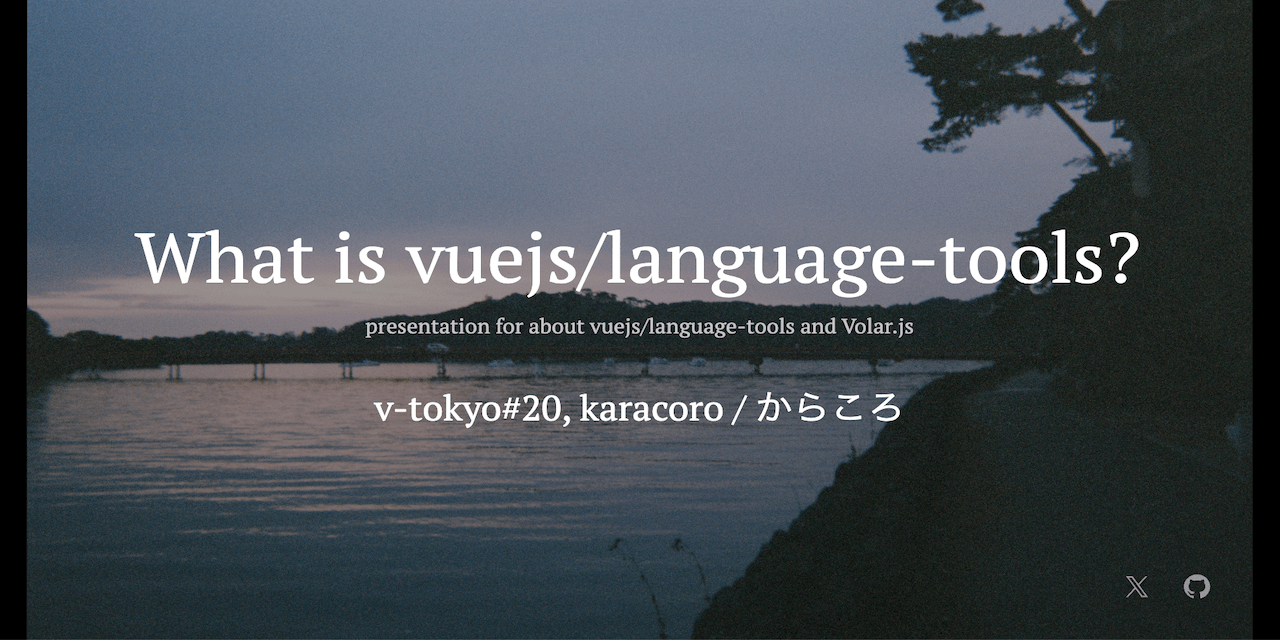 What is vuejs/language-tools?
presentation for about vuejs/language-tools and Volar.js
v-tokyo#20, karacoro / からころ